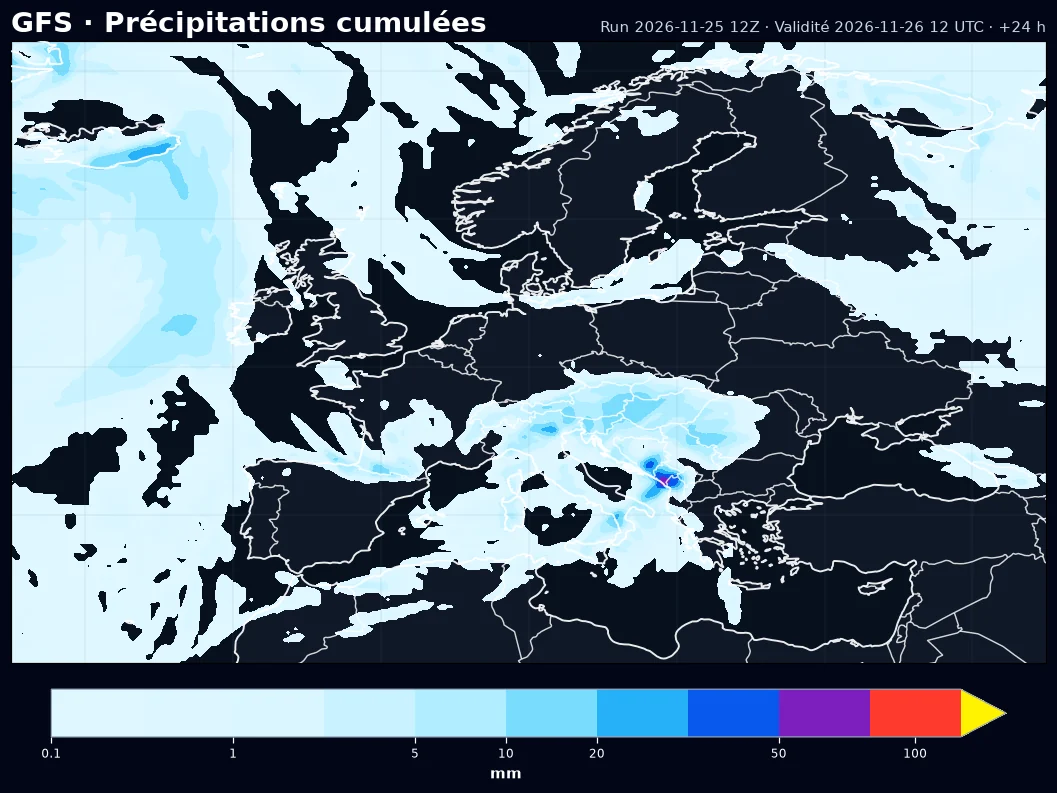 GFS · Précipitations cumulées
Run 2026-11-25 12Z · Validité 2026-11-26 12 UTC · +24 h
0.1 1 5 10 20 50 100
mm